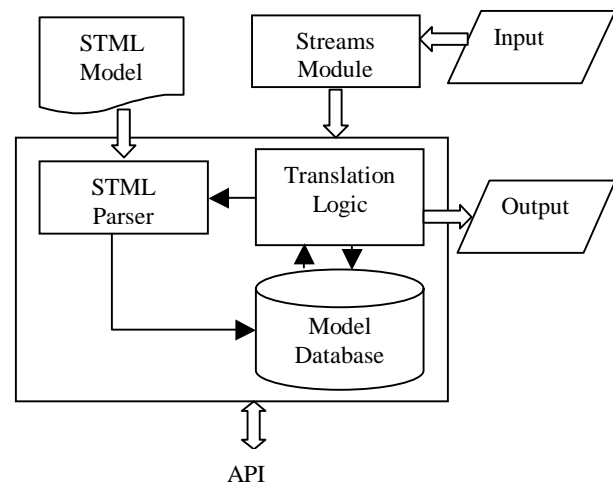 STML
Model
Streams
Module
Input
STML
Parser
Translation
Logic
Output
Model
Database
API